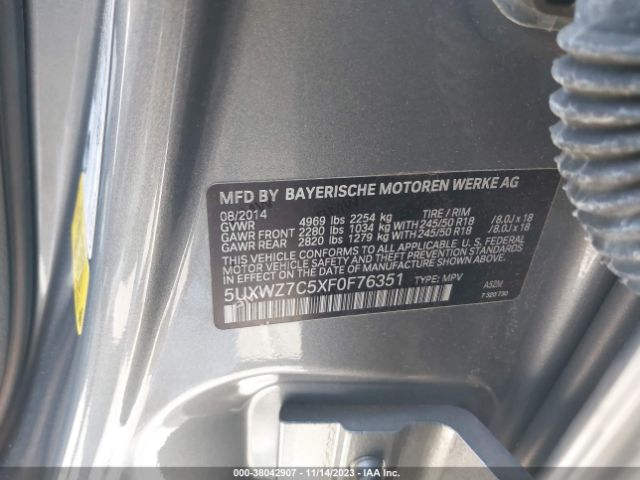 MFD BY BAYERISCHE MOTOREN WERKE AG
08/2014
GVWR 4969 lbs 2254 kg TIRE / RIM
GAWR FRONT 2280 lbs 1034 kg WITH 245/50 R18 / 8.0J x 18
GAWR REAR 2820 lbs 1279 kg WITH 245/50 R18 / 8.0J x 18
THIS VEHICLE CONFORMS TO ALL APPLICABLE U.S. FEDERAL
MOTOR VEHICLE SAFETY AND THEFT PREVENTION STANDARDS
IN EFFECT ON THE DATE OF MANUFACTURE SHOWN ABOVE.
5UXWZ7C5XF0F76351 TYPE: MPV A52M
7 320 730
000-38042907 - 11/14/2023 - IAA Inc.